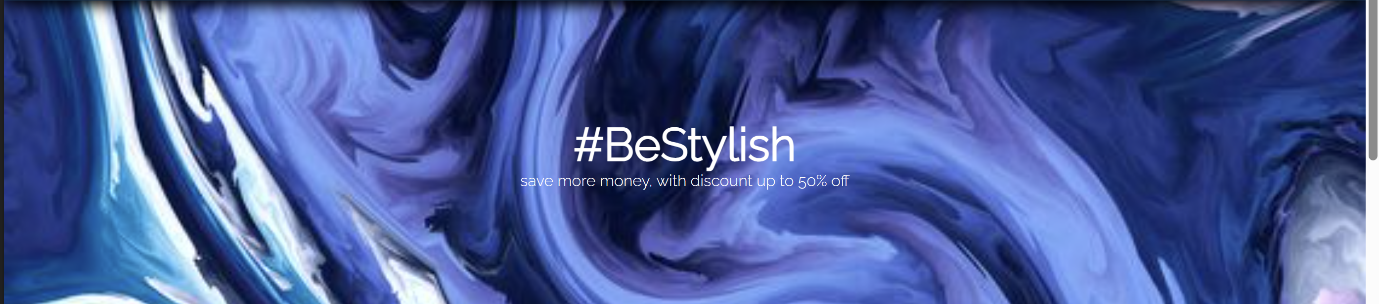 #BeStylish
save more money, with discount up to 50% off